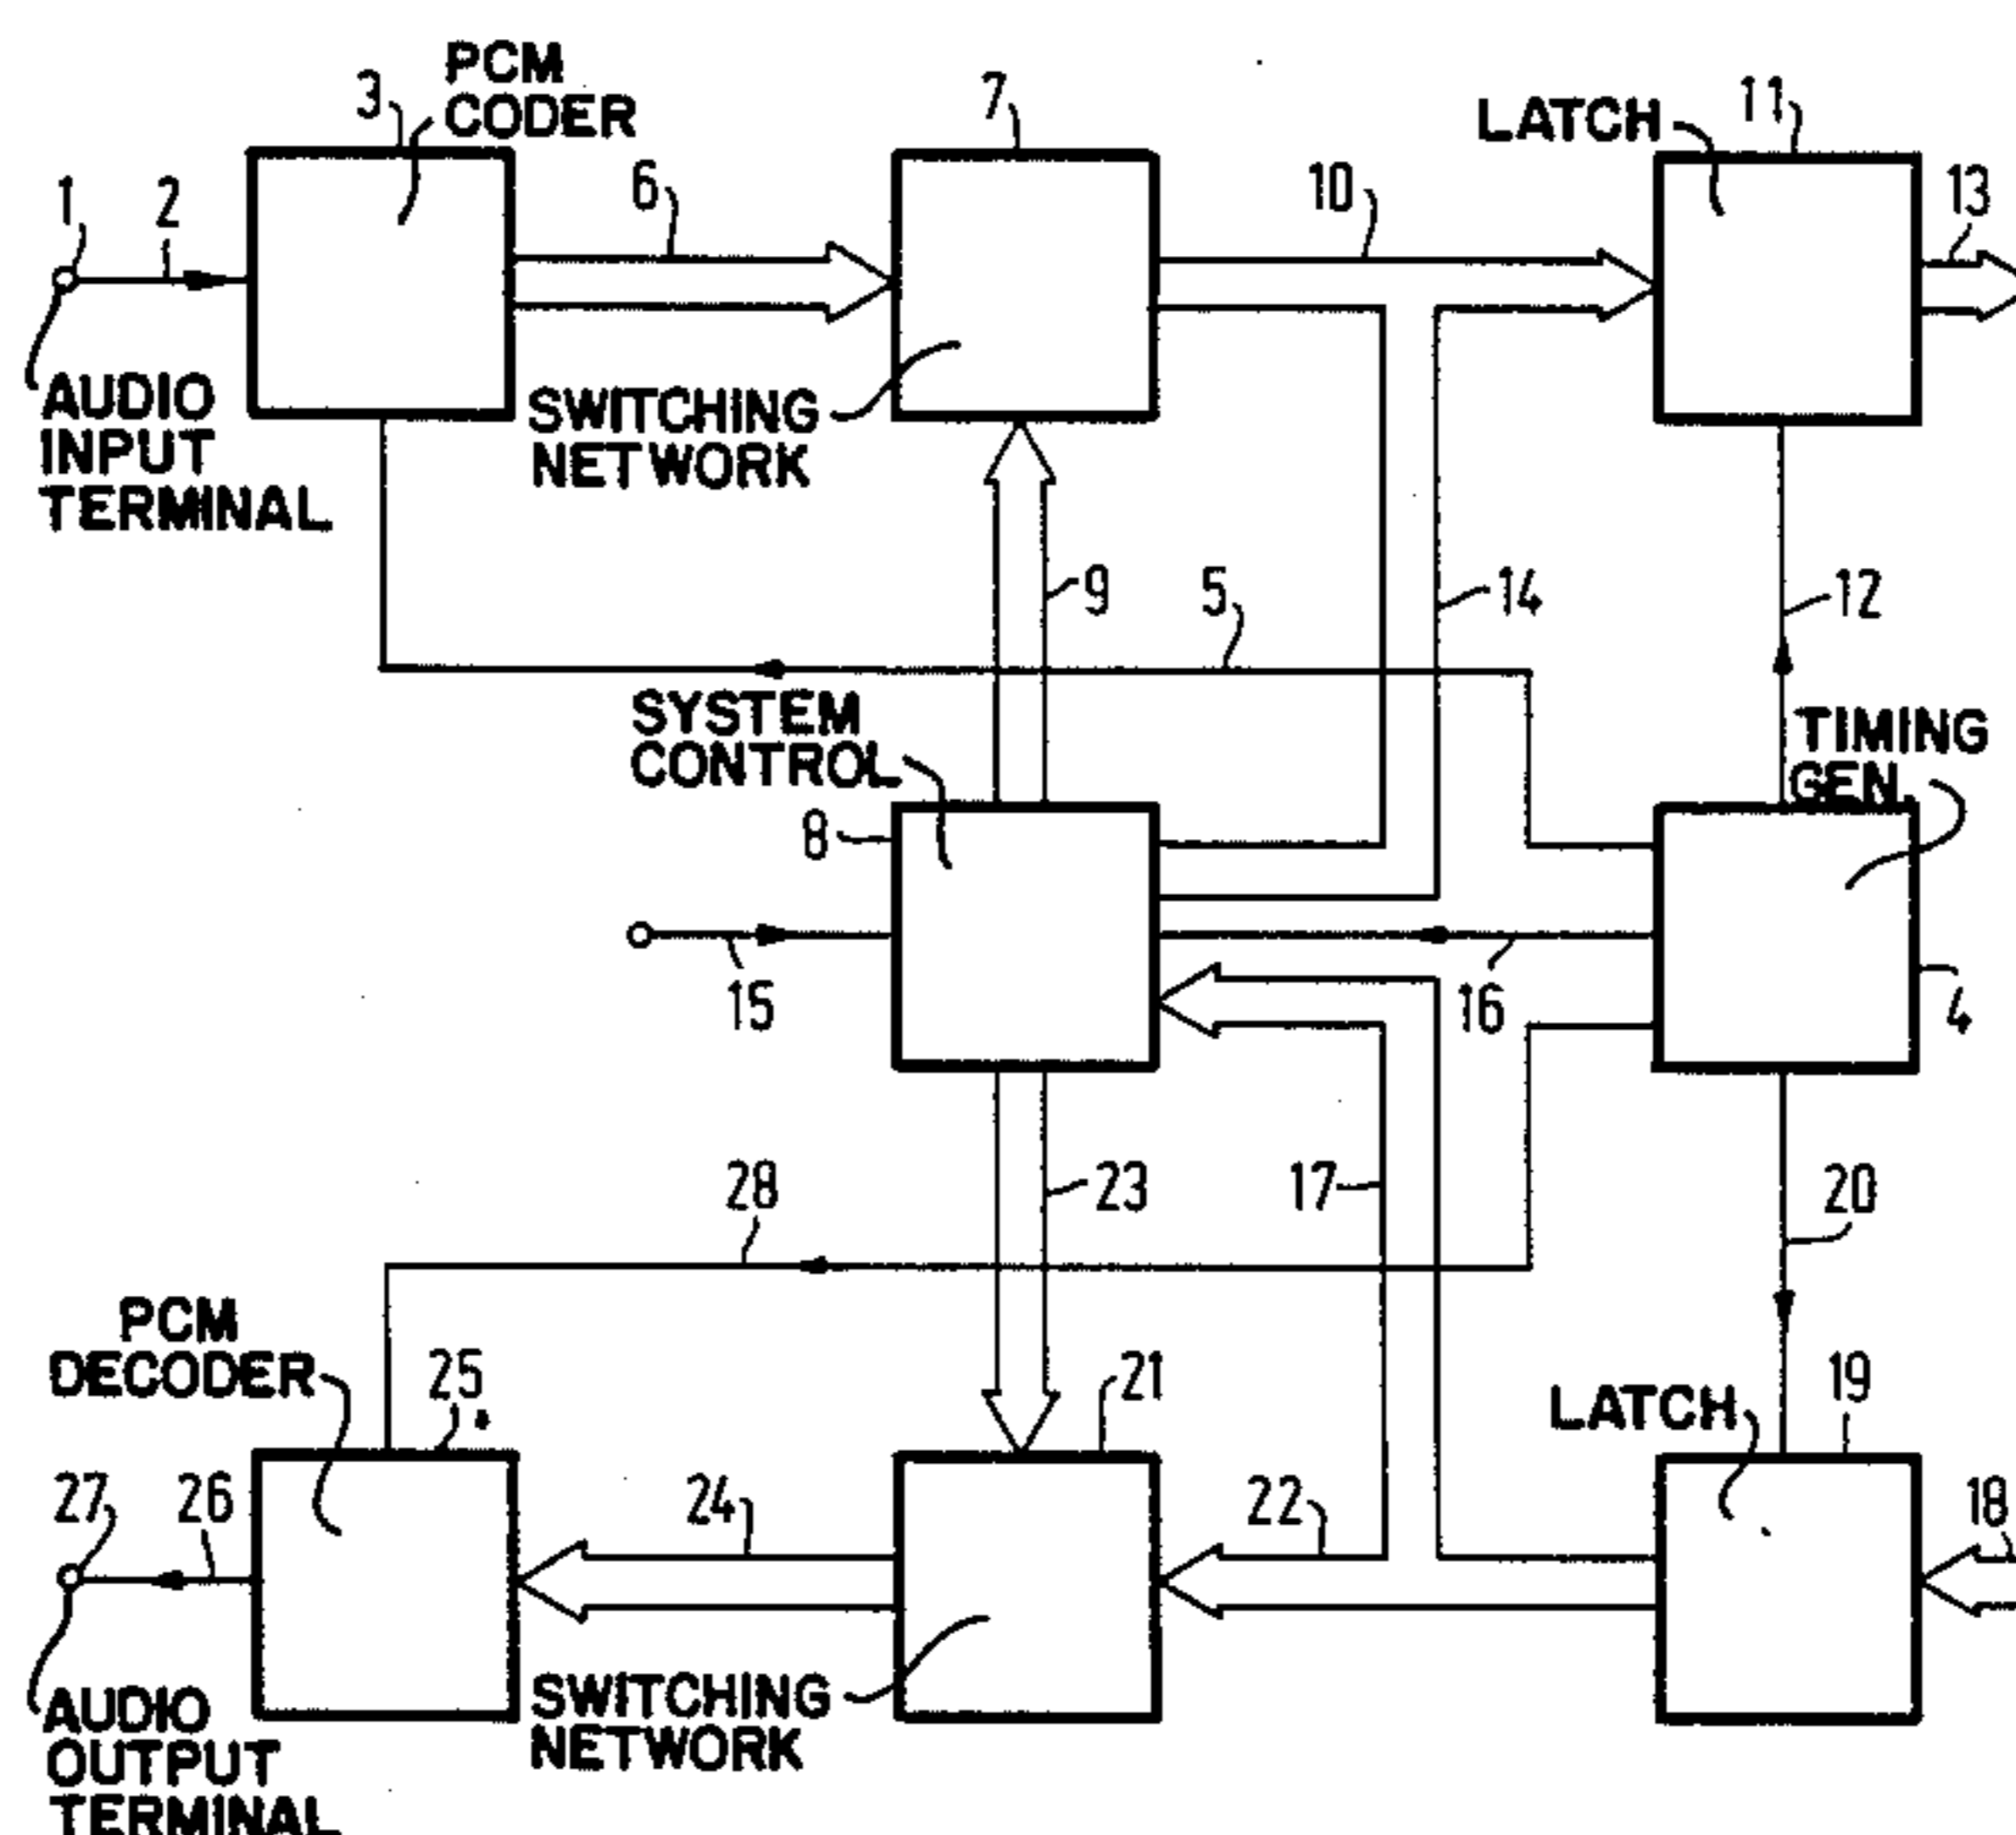 PCM
CODER
3
7
LATCH
11
1
2
6
10
13
AUDIO
INPUT
TERMINAL
SWITCHING
NETWORK
9
5
14
12
SYSTEM
CONTROL
TIMING
GEN.
8
15
16
4
28
23
17
20
PCM
DECODER
25
21
LATCH
19
27
26
24
22
18
AUDIO
OUTPUT
TERMINAL
SWITCHING
NETWORK